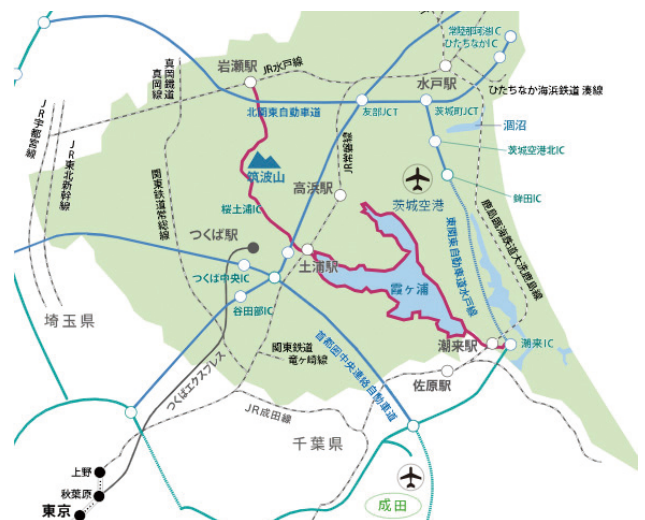 常陸那珂港IC
ひたちなかIC
岩瀬駅
JR水戸線
水戸駅
真岡鐵道
真岡線
ひたちなか海浜鉄道 湊線
北関東自動車道
友部JCT
茨城町JCT
涸沼
JR宇都宮線
JR東北新幹線
JR常磐線
茨城空港北IC
筑波山
関東鉄道常総線
高浜駅
茨城空港
鉾田IC
桜土浦IC
つくば駅
鹿島臨海鉄道大洗鹿島線
東関東自動車道水戸線
土浦駅
つくば中央IC
霞ヶ浦
谷田部IC
埼玉県
潮来駅
潮来IC
関東鉄道
竜ヶ崎線
首都圏中央連絡自動車道
つくばエクスプレス
佐原駅
JR成田線
千葉県
上野
秋葉原
東京
成田